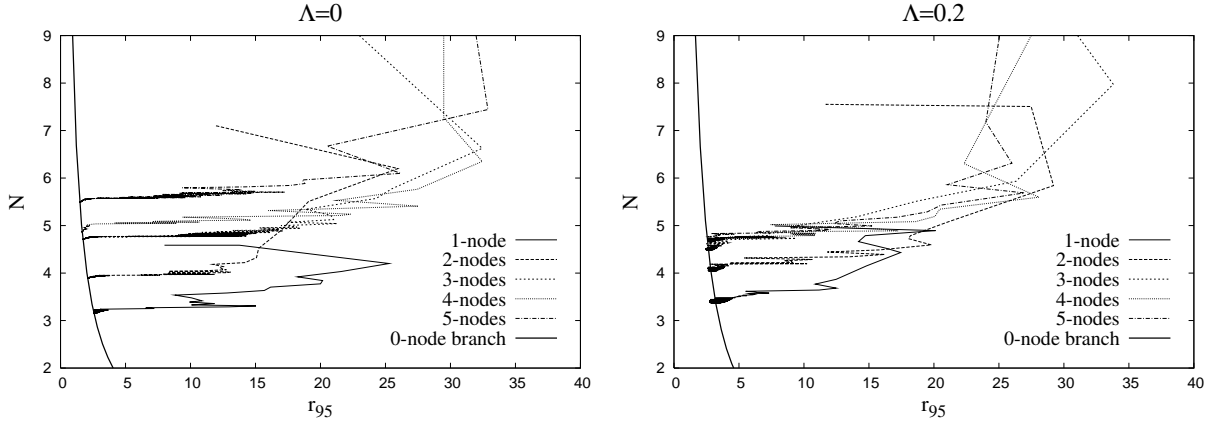 Λ=0
N
9
8
7
6
5
4
3
2
0 5 10 15 20 25 30 35 40
r95
1-node
2-nodes
3-nodes
4-nodes
5-nodes
0-node branch
Λ=0.2
N
9
8
7
6
5
4
3
2
0 5 10 15 20 25 30 35 40
r95
1-node
2-nodes
3-nodes
4-nodes
5-nodes
0-node branch